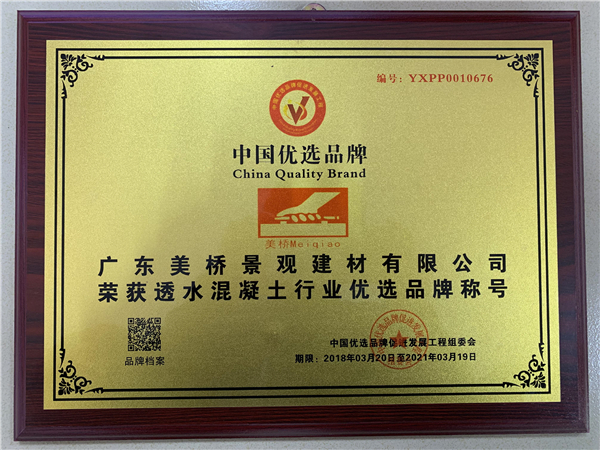 编号：YXPP0010676
中国优选品牌
China Quality Brand
美桥Meiqiao
广东美桥景观建材有限公司
荣获透水混凝土行业优选品牌称号
品牌档案
中国优选品牌促进发展工程组委会
期限：2018年03月20日至2021年03月19日